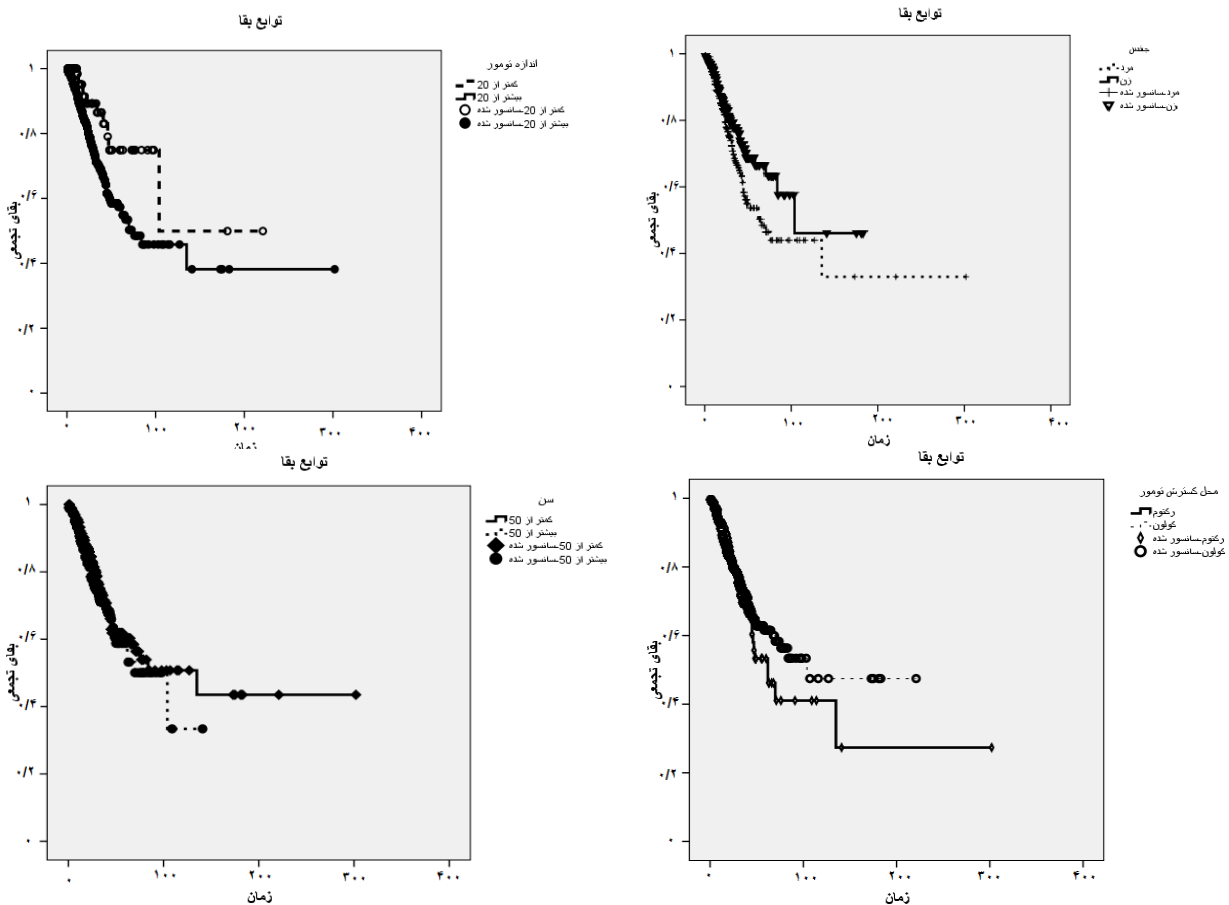 توابع بقا
اندازه تومور
کمتر از 20
بیشتر از 20
کمتر از 20-سانسور شده
بیشتر از 20-سانسور شده
بقای تجمعی
۱
۰/۸
۰/۶
۰/۴
۰/۲
۰
۰ ۱۰۰ ۲۰۰ ۳۰۰ ۴۰۰
زمان
توابع بقا
جنس
مرد
زن
مرد-سانسور شده
زن-سانسور شده
بقای تجمعی
۱
۰/۸
۰/۶
۰/۴
۰/۲
۰
۰ ۱۰۰ ۲۰۰ ۳۰۰ ۴۰۰
زمان
توابع بقا
سن
کمتر از 50
بیشتر از 50
کمتر از 50-سانسور شده
بیشتر از 50-سانسور شده
بقای تجمعی
۱
۰/۸
۰/۶
۰/۴
۰/۲
۰
۰ ۱۰۰ ۲۰۰ ۳۰۰ ۴۰۰
زمان
توابع بقا
محل گسترش تومور
رکتوم
کولون
رکتوم-سانسور شده
کولون-سانسور شده
بقای تجمعی
۱
۰/۸
۰/۶
۰/۴
۰/۲
۰
۰ ۱۰۰ ۲۰۰ ۳۰۰ ۴۰۰
زمان